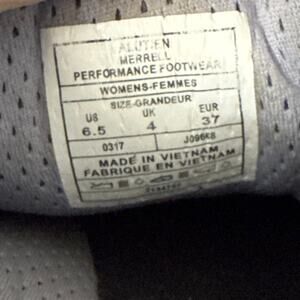 MERRELL
PERFORMANCE FOOTWEAR
WOMENS-FEMMES
SIZE-GRANDEUR
US UK EUR
6.5 4 37
0317 J09668
MADE IN VIETNAM
FABRIQUE EN VIETNAM